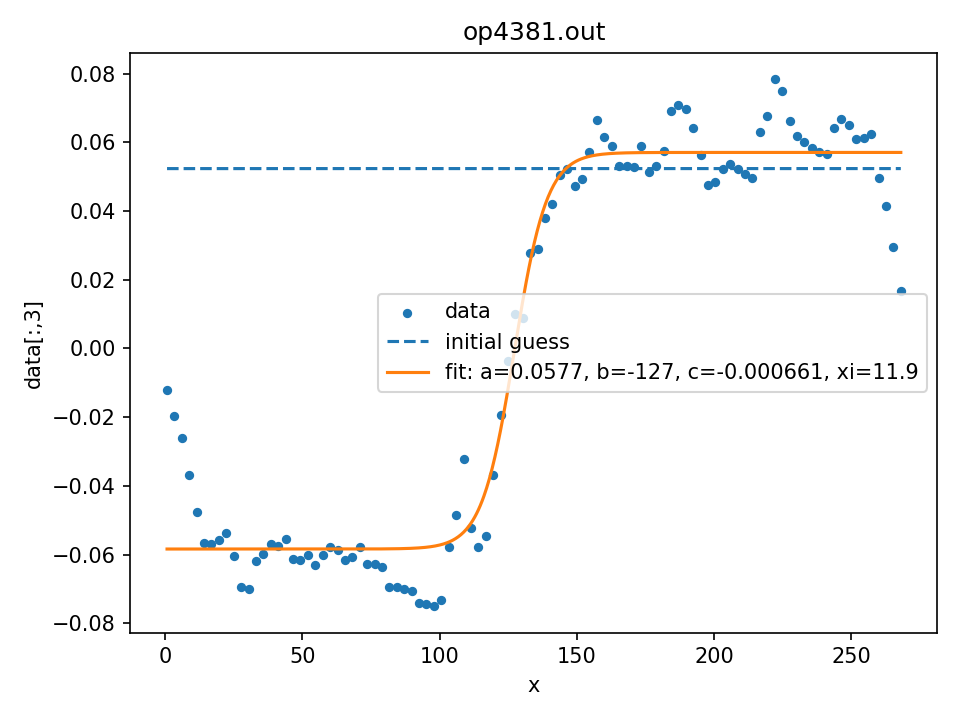 op4381.out
data[:,3]
0.08
0.06
0.04
0.02
0.00
−0.02
−0.04
−0.06
−0.08
data
initial guess
fit: a=0.0577, b=-127, c=-0.000661, xi=11.9
0 50 100 150 200 250
x